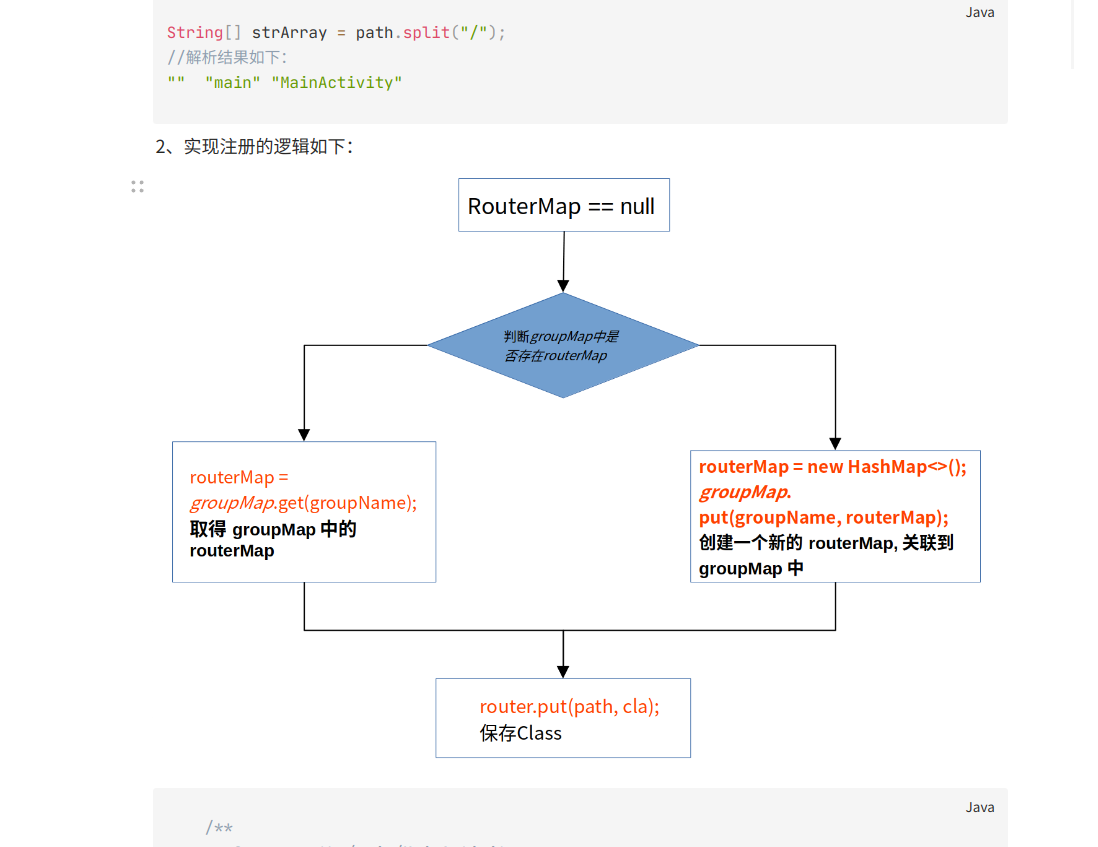 Java
String[] strArray = path.split("/");
//解析结果如下：
"" "main" "MainActivity"
2、实现注册的逻辑如下：
RouterMap == null
判断groupMap中是
否存在routerMap
routerMap =
groupMap.get(groupName);
取得 groupMap 中的
routerMap
routerMap = new HashMap<>();
groupMap.
put(groupName, routerMap);
创建一个新的 routerMap, 关联到
groupMap 中
router.put(path, cla);
保存Class
Java
/**